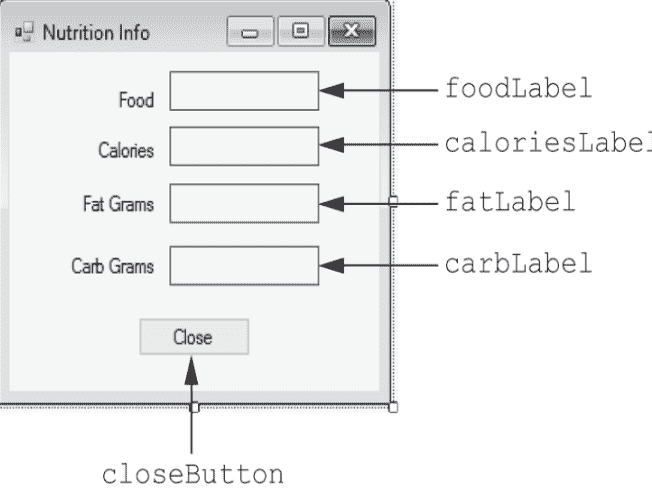 Nutrition Info
Food
foodLabel
Calories
caloriesLabel
Fat Grams
fatLabel
Carb Grams
carbLabel
Close
closeButton